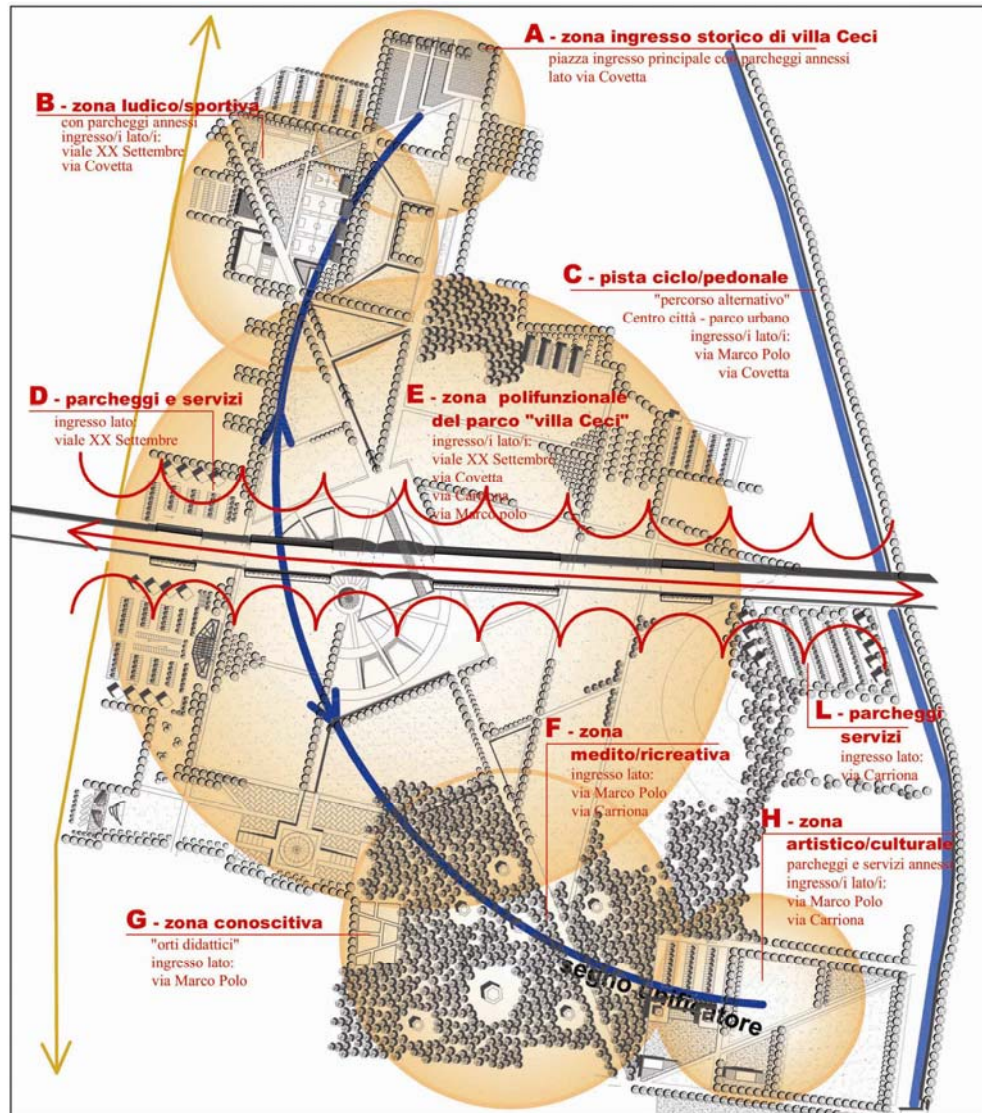 A - zona ingresso storico di villa Ceci
piazza ingresso principale con parcheggi annessi
lato via Covetta
B - zona ludico/sportiva
con parcheggi annessi
ingresso/i lato/i:
viale XX Settembre
via Covetta
C - pista ciclo/pedonale
"percorso alternativo"
Centro città - parco urbano
ingresso/i lato/i:
via Marco Polo
via Covetta
D - parcheggi e servizi
ingresso lato:
viale XX Settembre
E - zona polifunzionale
del parco "villa Ceci"
ingresso/i lato/i:
viale XX Settembre
via Covetta
via Carriona
via Marco polo
L - parcheggi
servizi
ingresso lato:
via Carriona
F - zona
medito/ricreativa
ingresso lato:
via Marco Polo
via Carriona
H - zona
artistico/culturale
parcheggi e servizi annessi
ingresso/i lato/i:
via Marco Polo
via Carriona
G - zona conoscitiva
"orti didattici"
ingresso lato:
via Marco Polo
segno unificatore